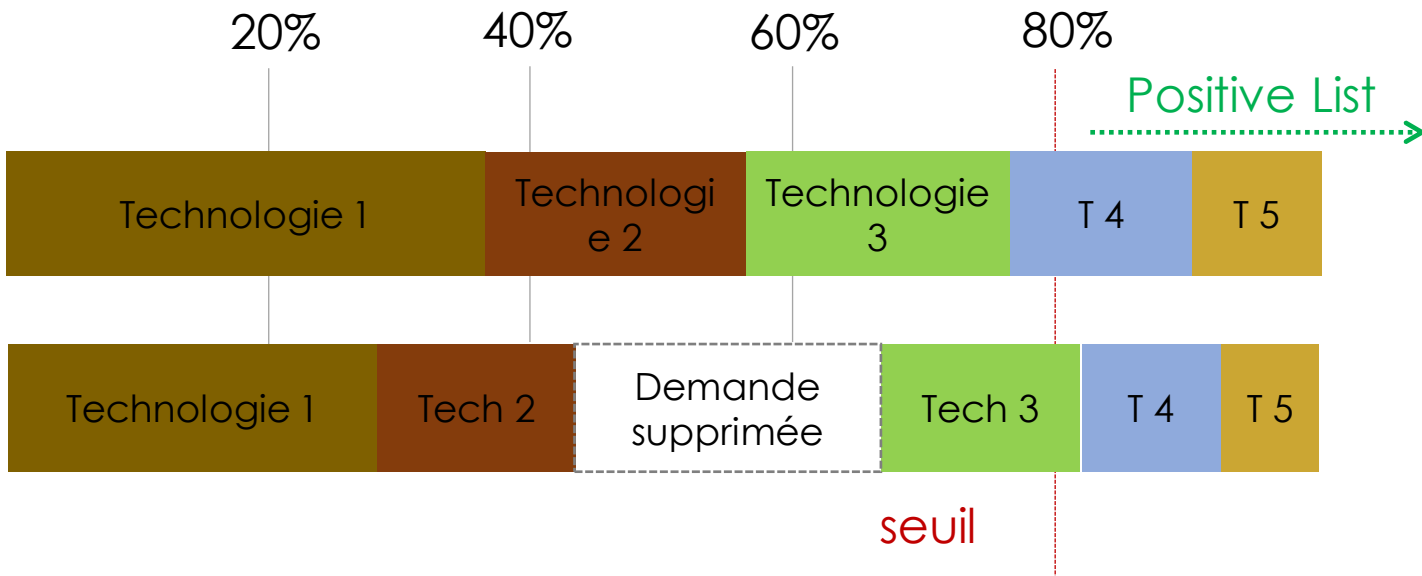 20% 40% 60% 80%
Positive List
Technologie 1
Technologi
e 2
Technologie
3
T 4
T 5
Technologie 1
Tech 2
Demande
supprimée
Tech 3
T 4
T 5
seuil